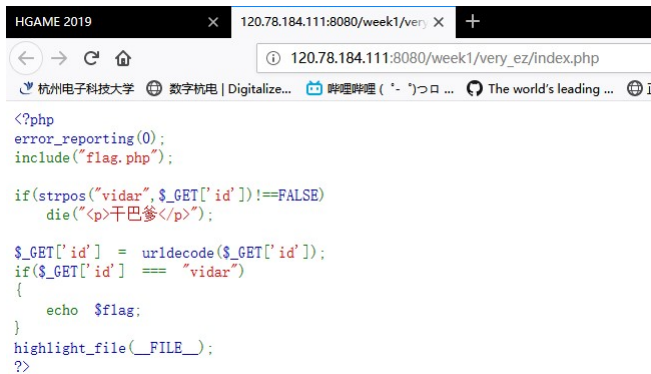 HGAME 2019 × 120.78.184.111:8080/week1/very × +
120.78.184.111:8080/week1/very_ez/index.php
杭州电子科技大学 数字杭电 | Digitalize... 哔哩哔哩 ( ゜- ゜)つロ ... The world's leading ...
<?php
error_reporting(0);
include("flag.php");
if(strpos("vidar",$_GET['id'])!==FALSE)
die("<p>干巴爹</p>");
$_GET['id'] = urldecode($_GET['id']);
if($_GET['id'] === "vidar")
{
echo $flag;
}
highlight_file(__FILE__);
?>